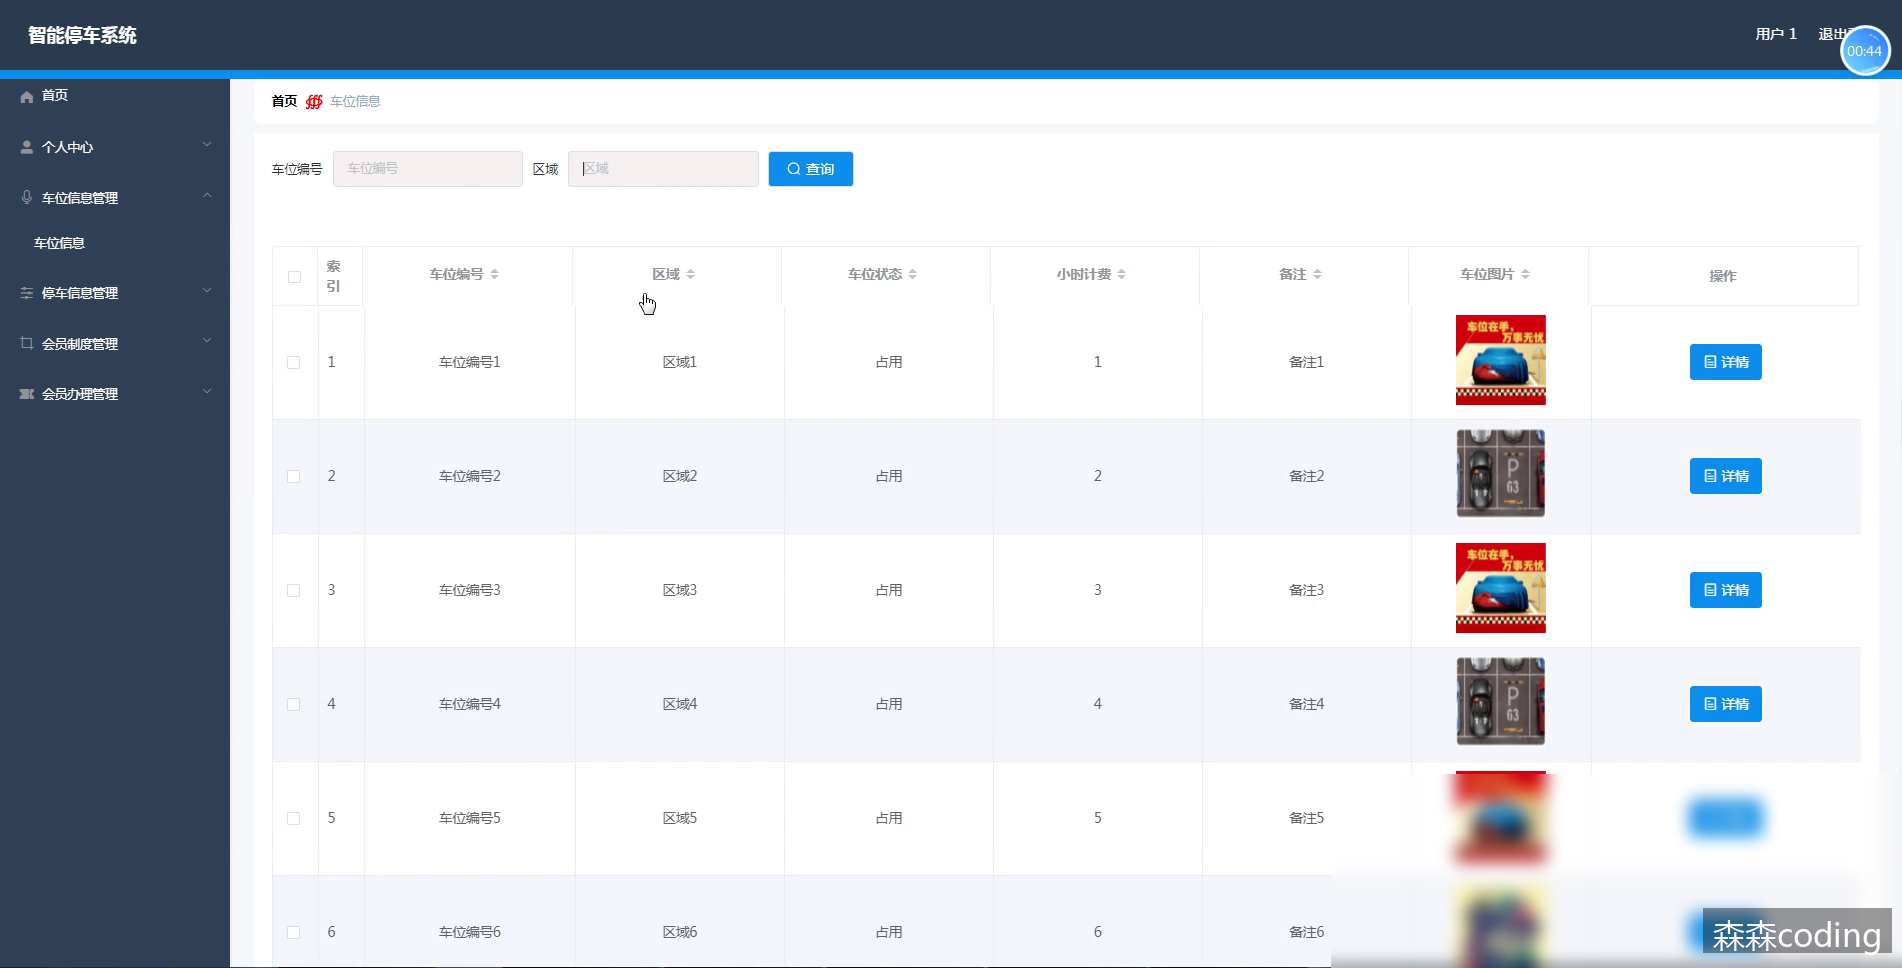 智能停车系统
用户 1 退出
00:44
首页
个人中心
车位信息管理
车位信息
停车信息管理
会员制度管理
会员办理管理
首页 车位信息
车位编号 车位编号 区域 区域 查询
索引 车位编号 区域 车位状态 小时计费 备注 车位图片 操作
1 车位编号1 区域1 占用 1 备注1 车位在手，万事无忧 详情
2 车位编号2 区域2 占用 2 备注2 P 63 详情
3 车位编号3 区域3 占用 3 备注3 车位在手，万事无忧 详情
4 车位编号4 区域4 占用 4 备注4 P 63 详情
5 车位编号5 区域5 占用 5 备注5
6 车位编号6 区域6 占用 6 备注6
森森coding